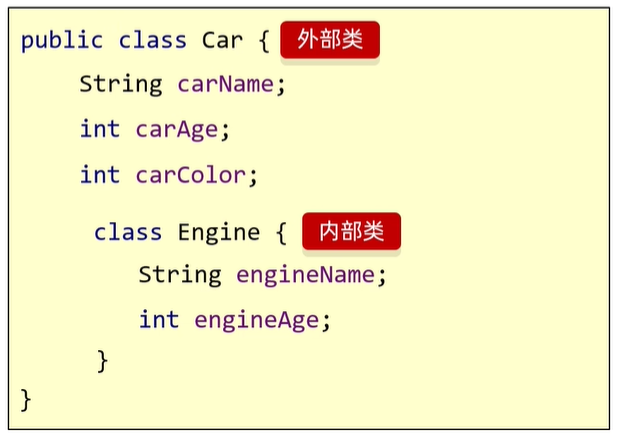 public class Car { 外部类
String carName;
int carAge;
int carColor;
class Engine { 内部类
String engineName;
int engineAge;
}
}